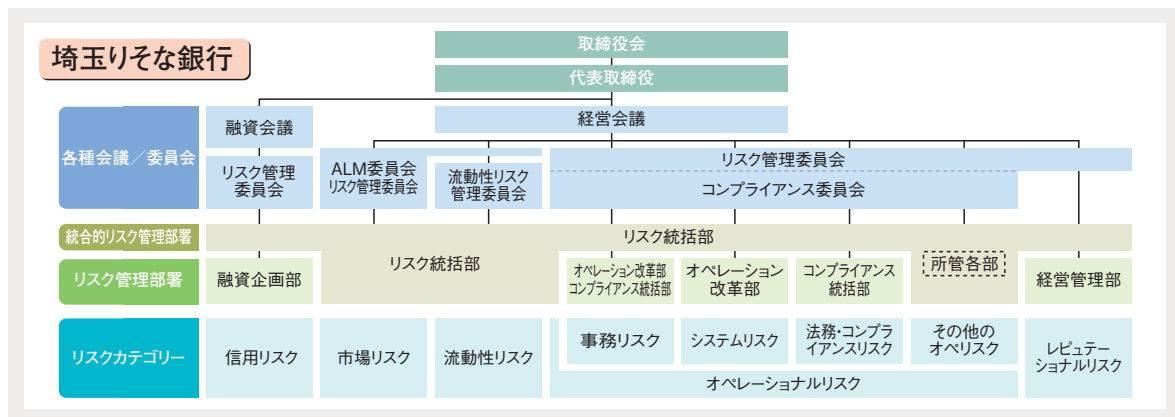 埼玉りそな銀行
取締役会
代表取締役
各種会議／委員会
融資会議
経営会議
リスク管理
委員会
ALM委員会
リスク管理委員会
流動性リスク
管理委員会
リスク管理委員会
コンプライアンス委員会
統合的リスク管理部署
リスク統括部
リスク管理部署
融資企画部
リスク統括部
オペレーション改革部
コンプライアンス統括部
オペレーション
改革部
コンプライアンス
統括部
所管各部
経営管理部
リスクカテゴリー
信用リスク
市場リスク
流動性リスク
事務リスク
システムリスク
法務・コンプラ
イアンスリスク
その他の
オペリスク
オペレーショナルリスク
レピュテー
ショナルリスク